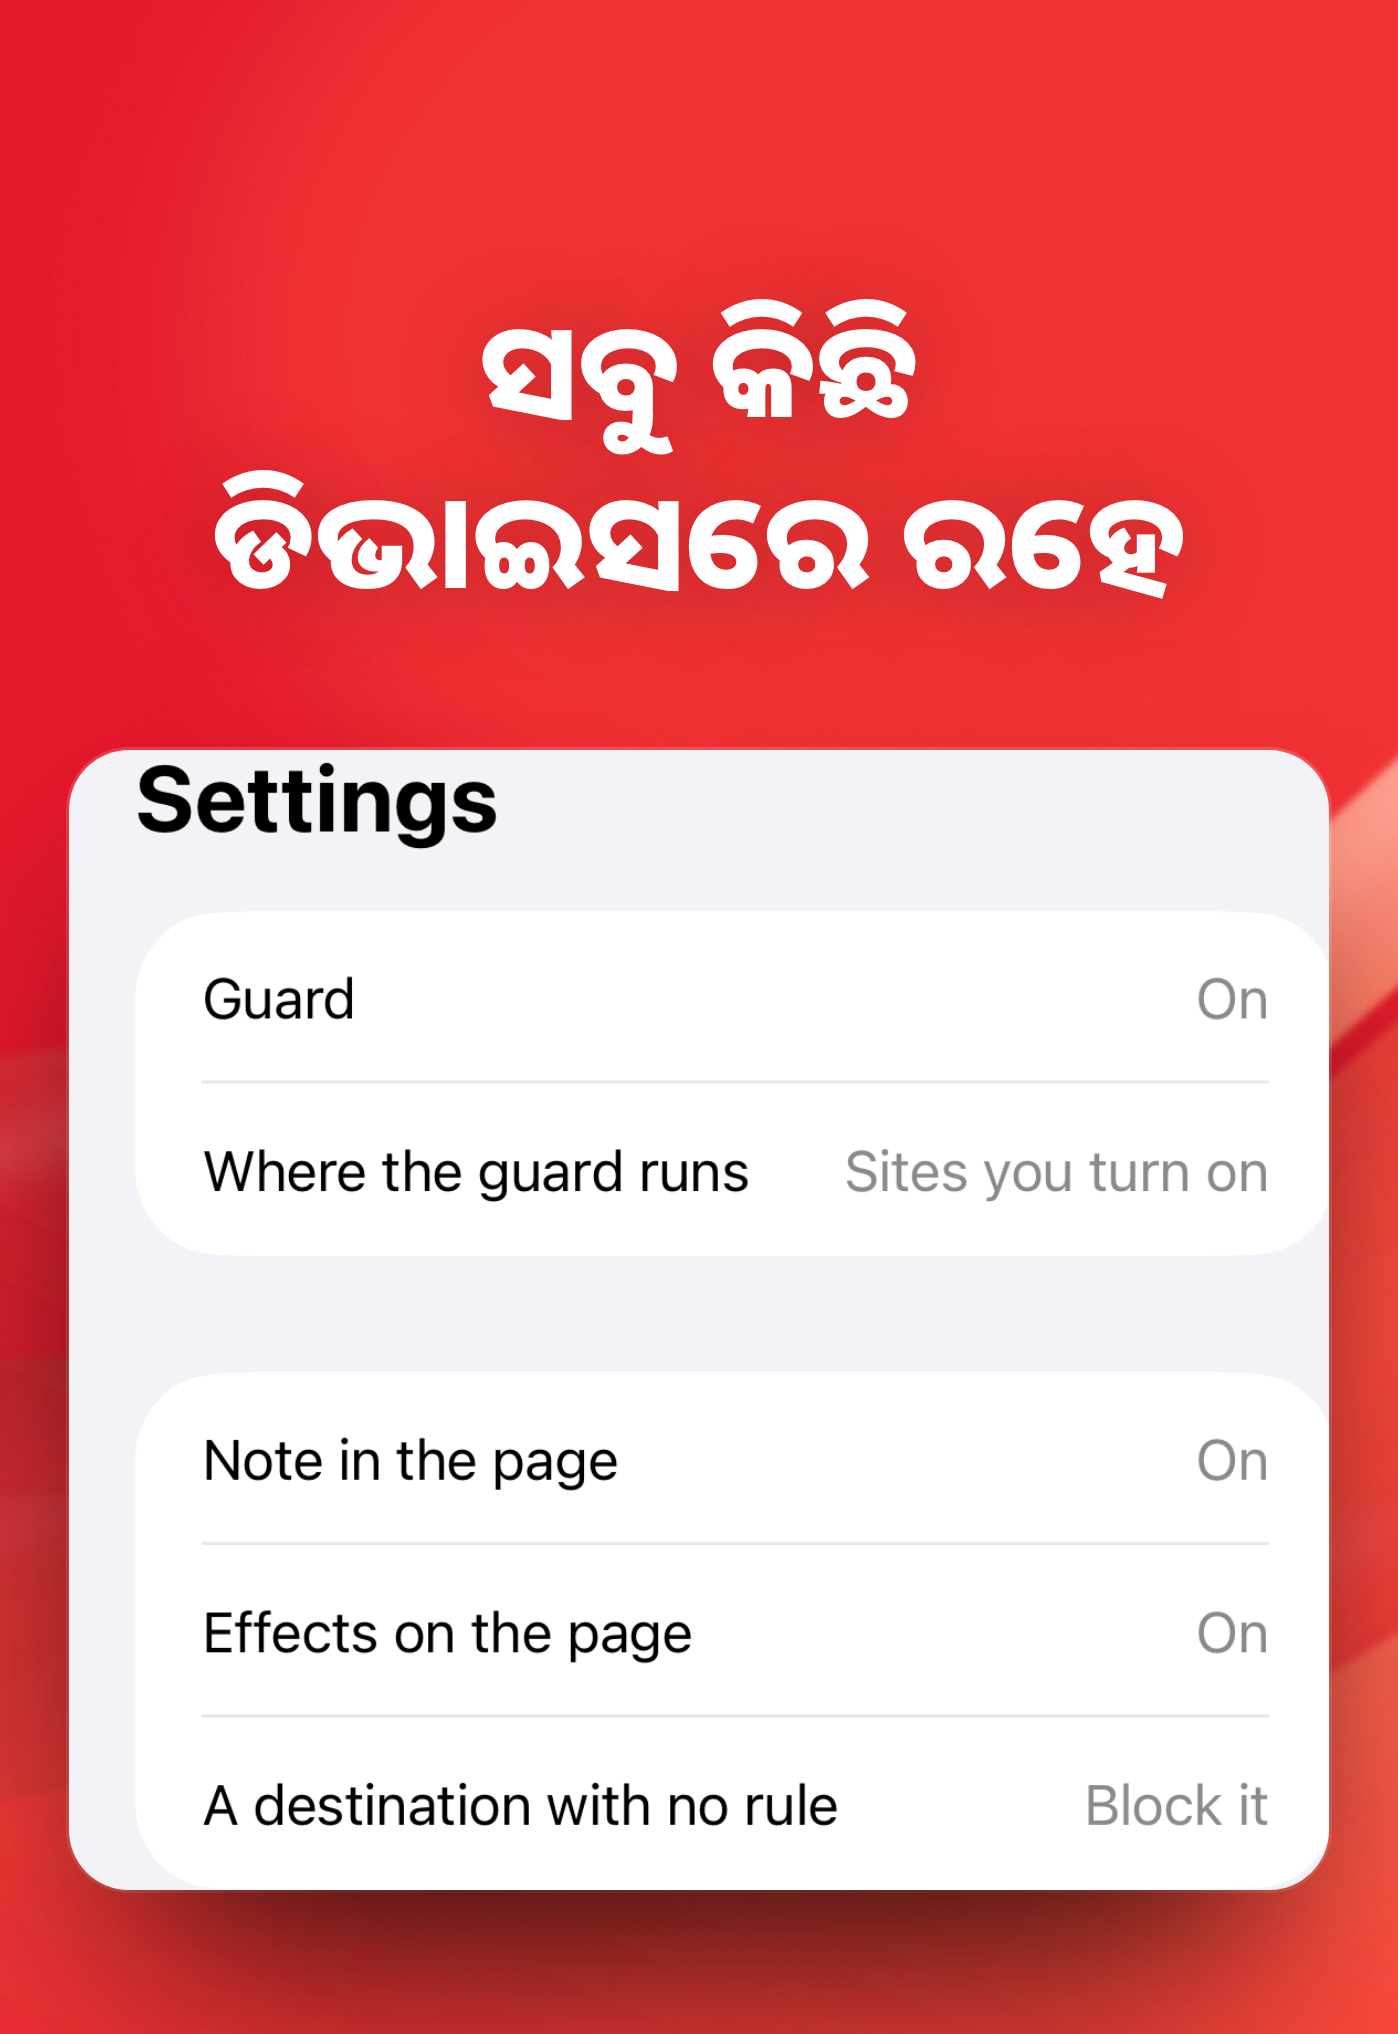 ସବୁ କିଛି
ଡିଭାଇସରେ ରହେ
Settings
Guard On
Where the guard runs Sites you turn on
Note in the page On
Effects on the page On
A destination with no rule Block it